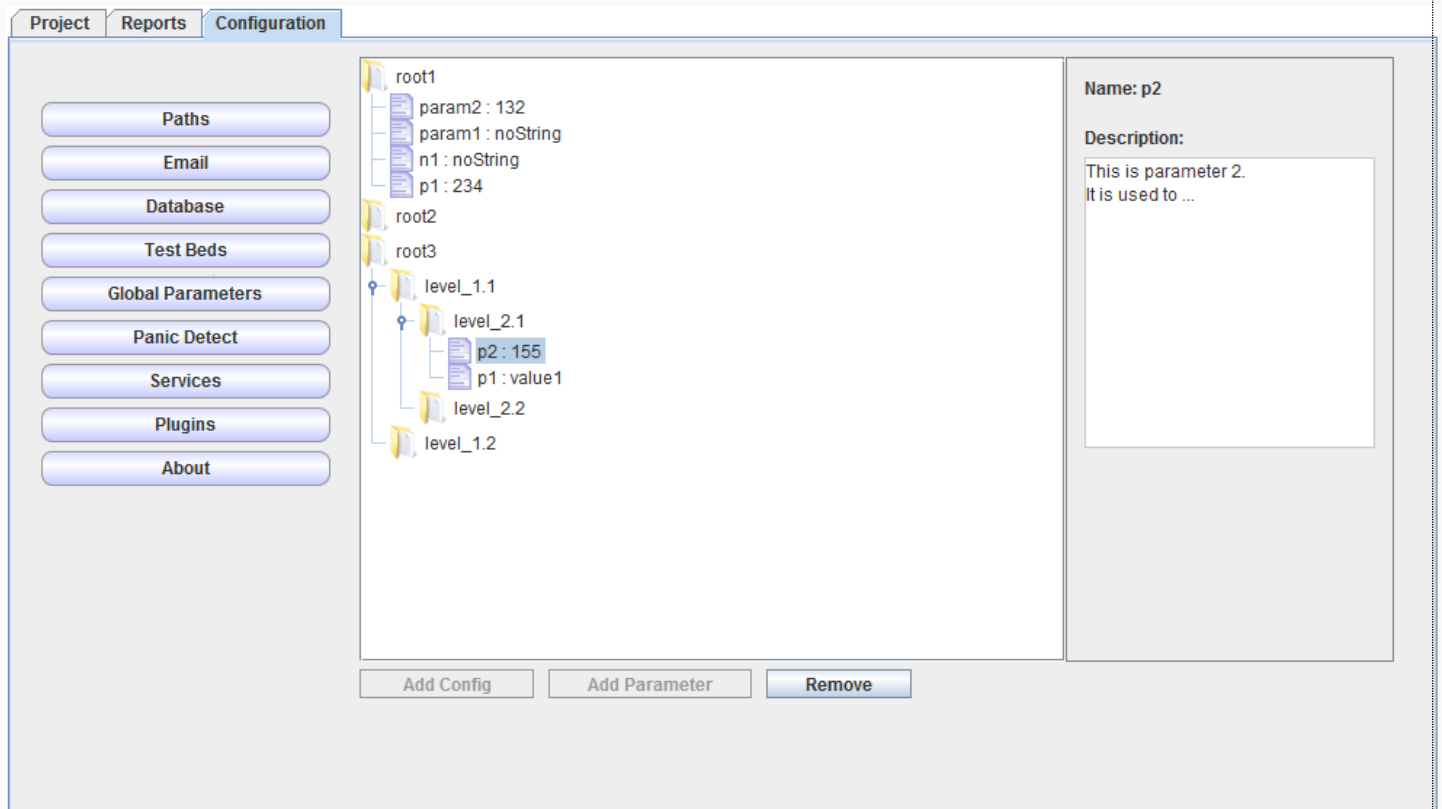 Project Reports Configuration
Paths
Email
Database
Test Beds
Global Parameters
Panic Detect
Services
Plugins
About
root1
param2 : 132
param1 : noString
n1 : noString
p1 : 234
root2
root3
level_1.1
level_2.1
p2 : 155
p1 : value1
level_2.2
level_1.2
Add Config Add Parameter Remove
Name: p2
Description:
This is parameter 2.
It is used to ...